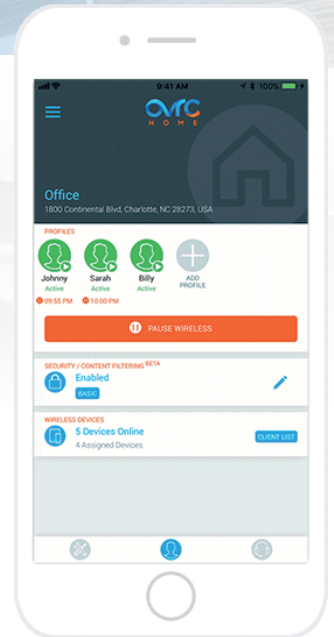 9:41 AM
100%
OvrC
HOME
Office
1800 Continental Blvd, Charlotte, NC 28273, USA
PROFILES
Johnny
Sarah
Billy
ADD
PROFILE
Active
Active
Active
09:55 PM
10:00 PM
PAUSE WIRELESS
SECURITY / CONTENT FILTERING BETA
Enabled
BASIC
WIRELESS DEVICES
5 Devices Online
4 Assigned Devices
CLIENT LIST